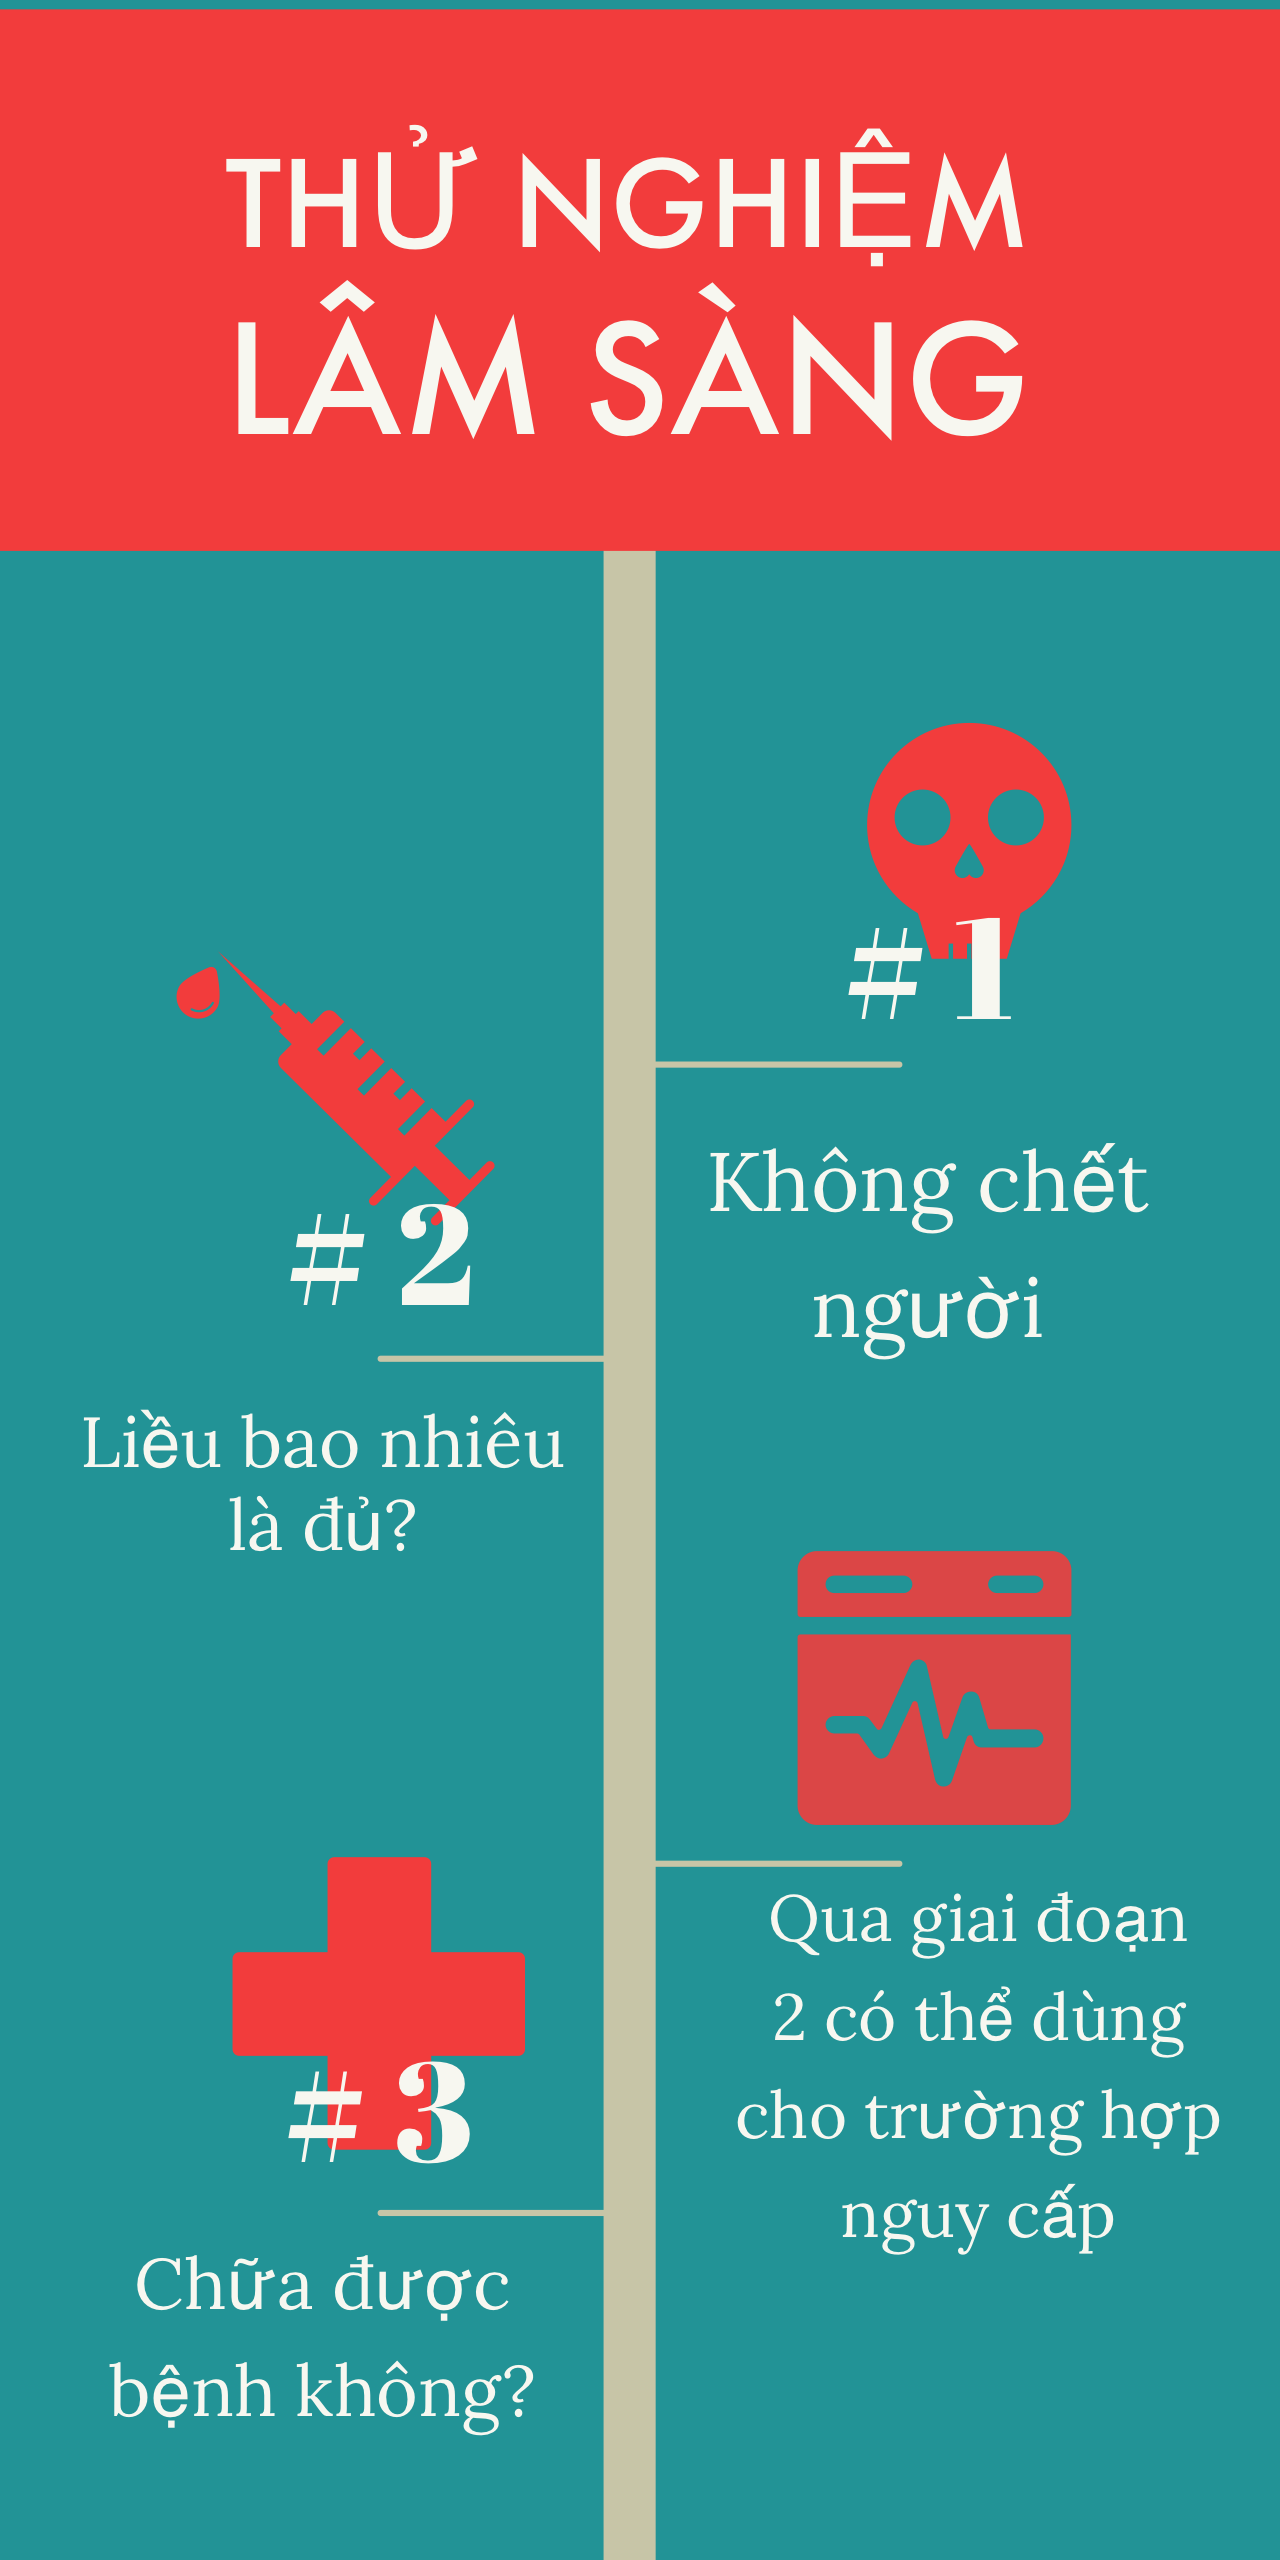 THỬ NGHIỆM
LÂM SÀNG
#1
Không chết
người
#2
Liều bao nhiêu
là đủ?
Qua giai đoạn
2 có thể dùng
cho trường hợp
nguy cấp
#3
Chữa được
bệnh không?